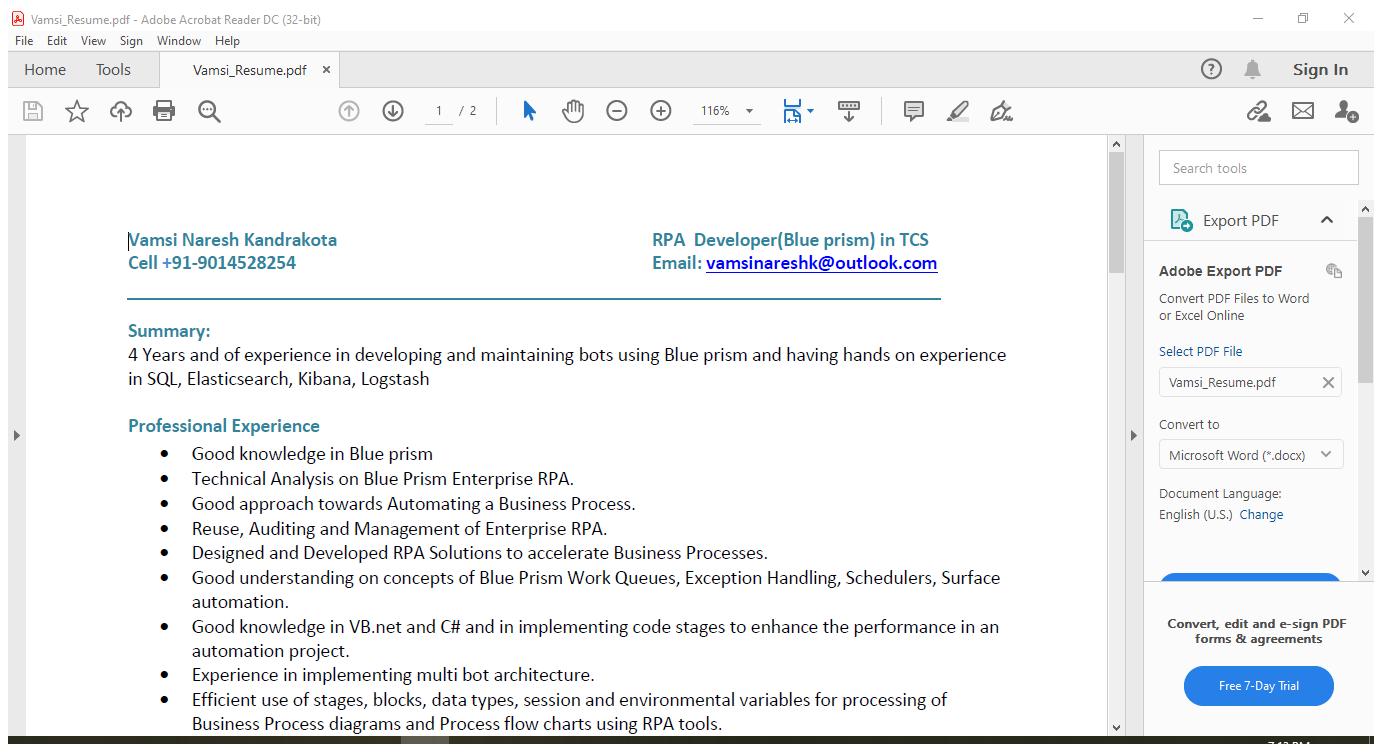 Vamsi_Resume.pdf - Adobe Acrobat Reader DC (32-bit)
File Edit View Sign Window Help
Home Tools Vamsi_Resume.pdf × Sign In
1 / 2 116%
Vamsi Naresh Kandrakota RPA Developer(Blue prism) in TCS
Cell +91-9014528254 Email: vamsinareshk@outlook.com
Summary:
4 Years and of experience in developing and maintaining bots using Blue prism and having hands on experience
in SQL, Elasticsearch, Kibana, Logstash
Professional Experience
• Good knowledge in Blue prism
• Technical Analysis on Blue Prism Enterprise RPA.
• Good approach towards Automating a Business Process.
• Reuse, Auditing and Management of Enterprise RPA.
• Designed and Developed RPA Solutions to accelerate Business Processes.
• Good understanding on concepts of Blue Prism Work Queues, Exception Handling, Schedulers, Surface
automation.
• Good knowledge in VB.net and C# and in implementing code stages to enhance the performance in an
automation project.
• Experience in implementing multi bot architecture.
• Efficient use of stages, blocks, data types, session and environmental variables for processing of
Business Process diagrams and Process flow charts using RPA tools.
Search tools
Export PDF
Adobe Export PDF
Convert PDF Files to Word
or Excel Online
Select PDF File
Vamsi_Resume.pdf
Convert to
Microsoft Word (*.docx)
Document Language:
English (U.S.) Change
Convert, edit and e-sign PDF
forms & agreements
Free 7-Day Trial